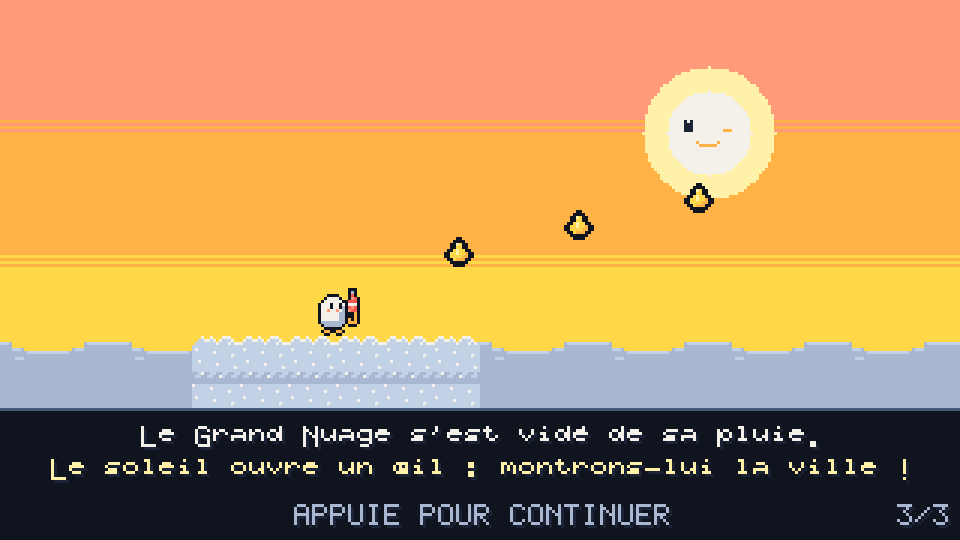 Le Grand Nuage s'est vidé de sa pluie.
Le soleil ouvre un œil : montrons-lui la ville !
APPUIE POUR CONTINUER
3/3